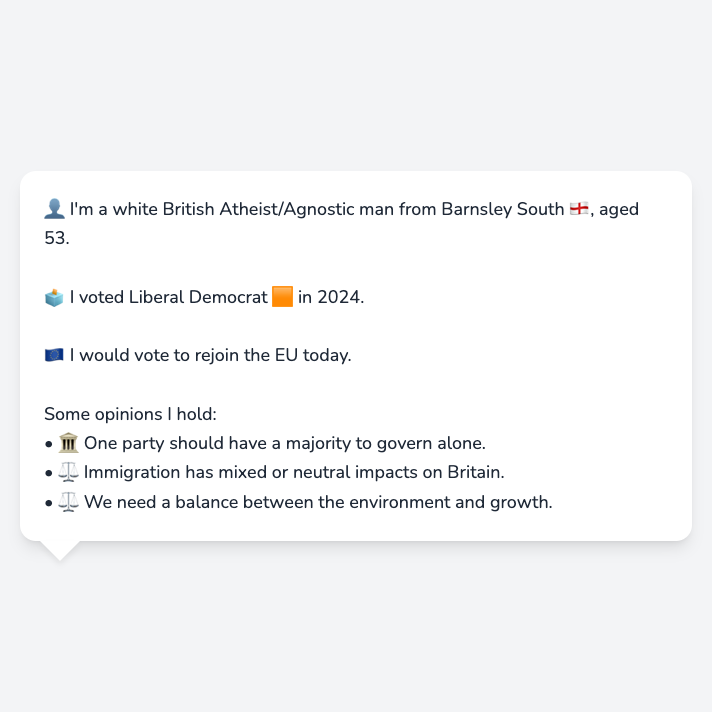 👤 I'm a white British Atheist/Agnostic man from Barnsley South 🏴󠁧󠁢󠁥󠁮󠁧󠁿, aged
53.
🗳️ I voted Liberal Democrat 🟧 in 2024.
🇪🇺 I would vote to rejoin the EU today.
Some opinions I hold:
• 🏛️ One party should have a majority to govern alone.
• ⚖️ Immigration has mixed or neutral impacts on Britain.
• ⚖️ We need a balance between the environment and growth.